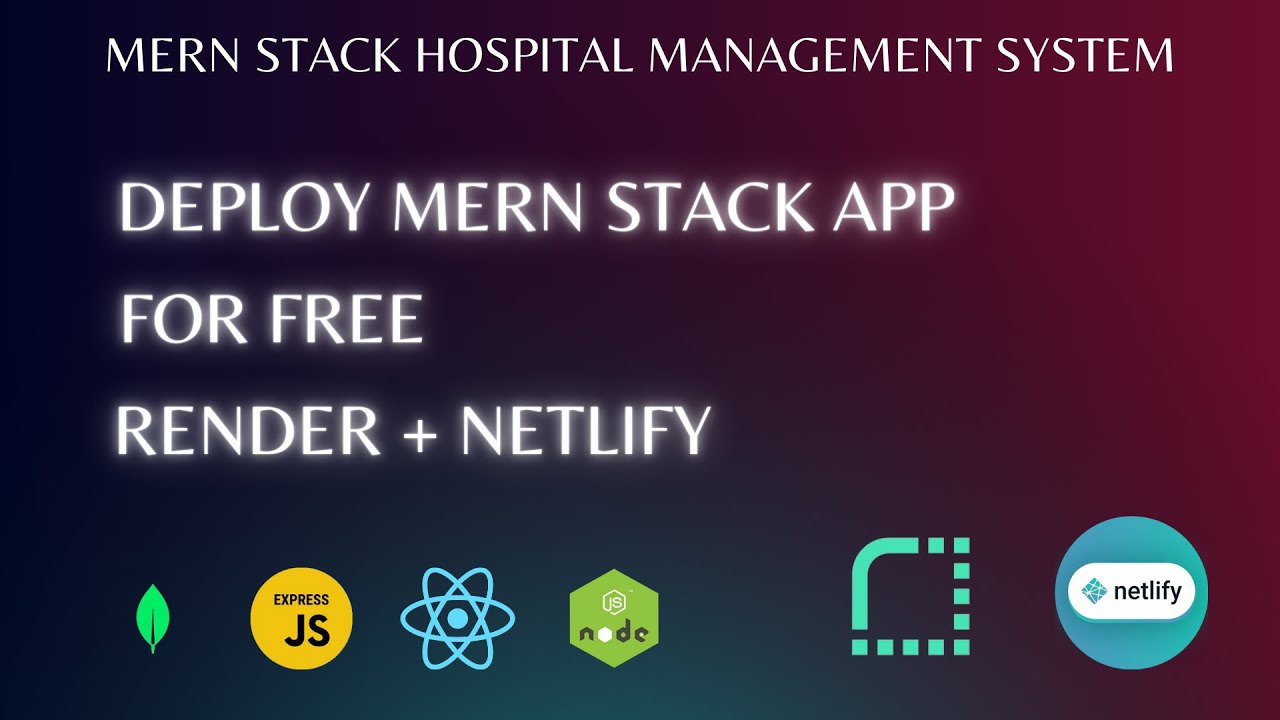 MERN STACK HOSPITAL MANAGEMENT SYSTEM
DEPLOY MERN STACK APP
FOR FREE
RENDER + NETLIFY
EXPRESS
JS
JS
node
netlify